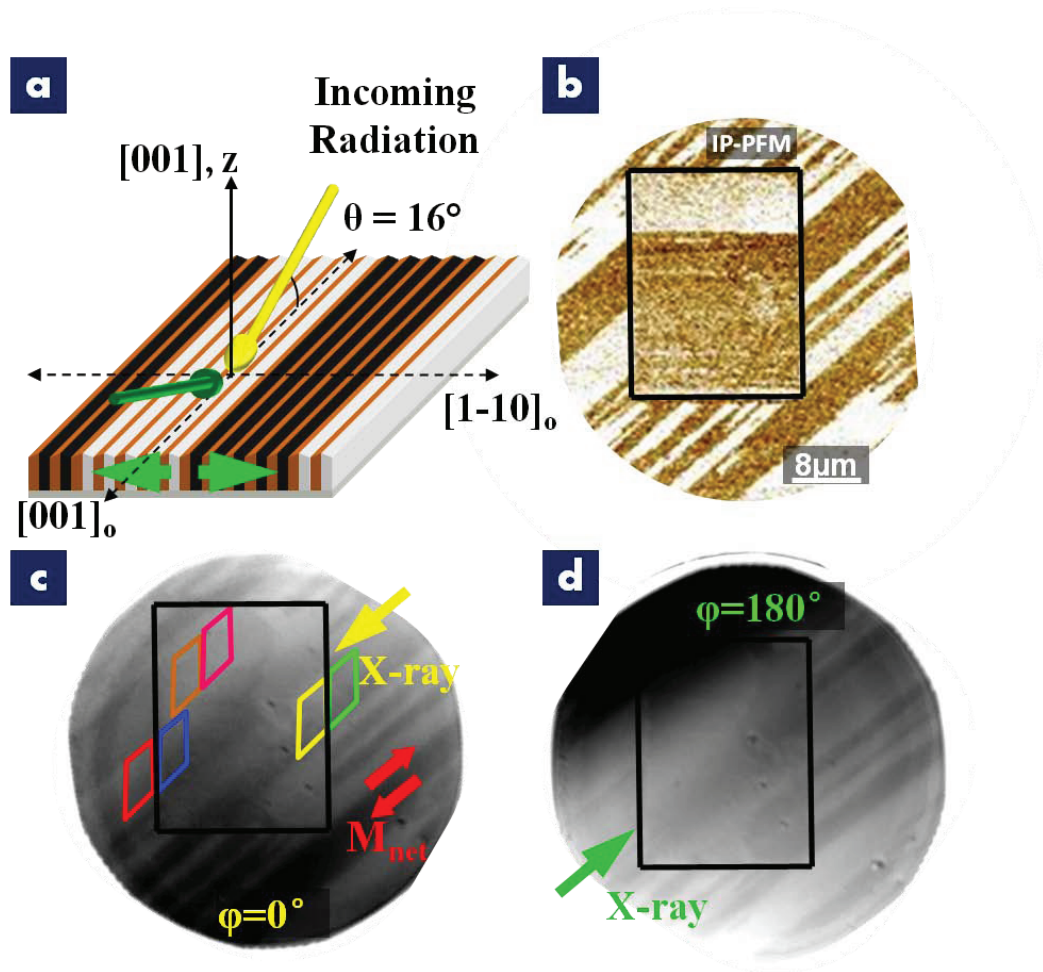 a
Incoming
Radiation
[001], z
θ = 16°
[1-10]o
[001]o
b
IP-PFM
8μm
c
X-ray
Mnet
φ=0°
d
φ=180°
X-ray